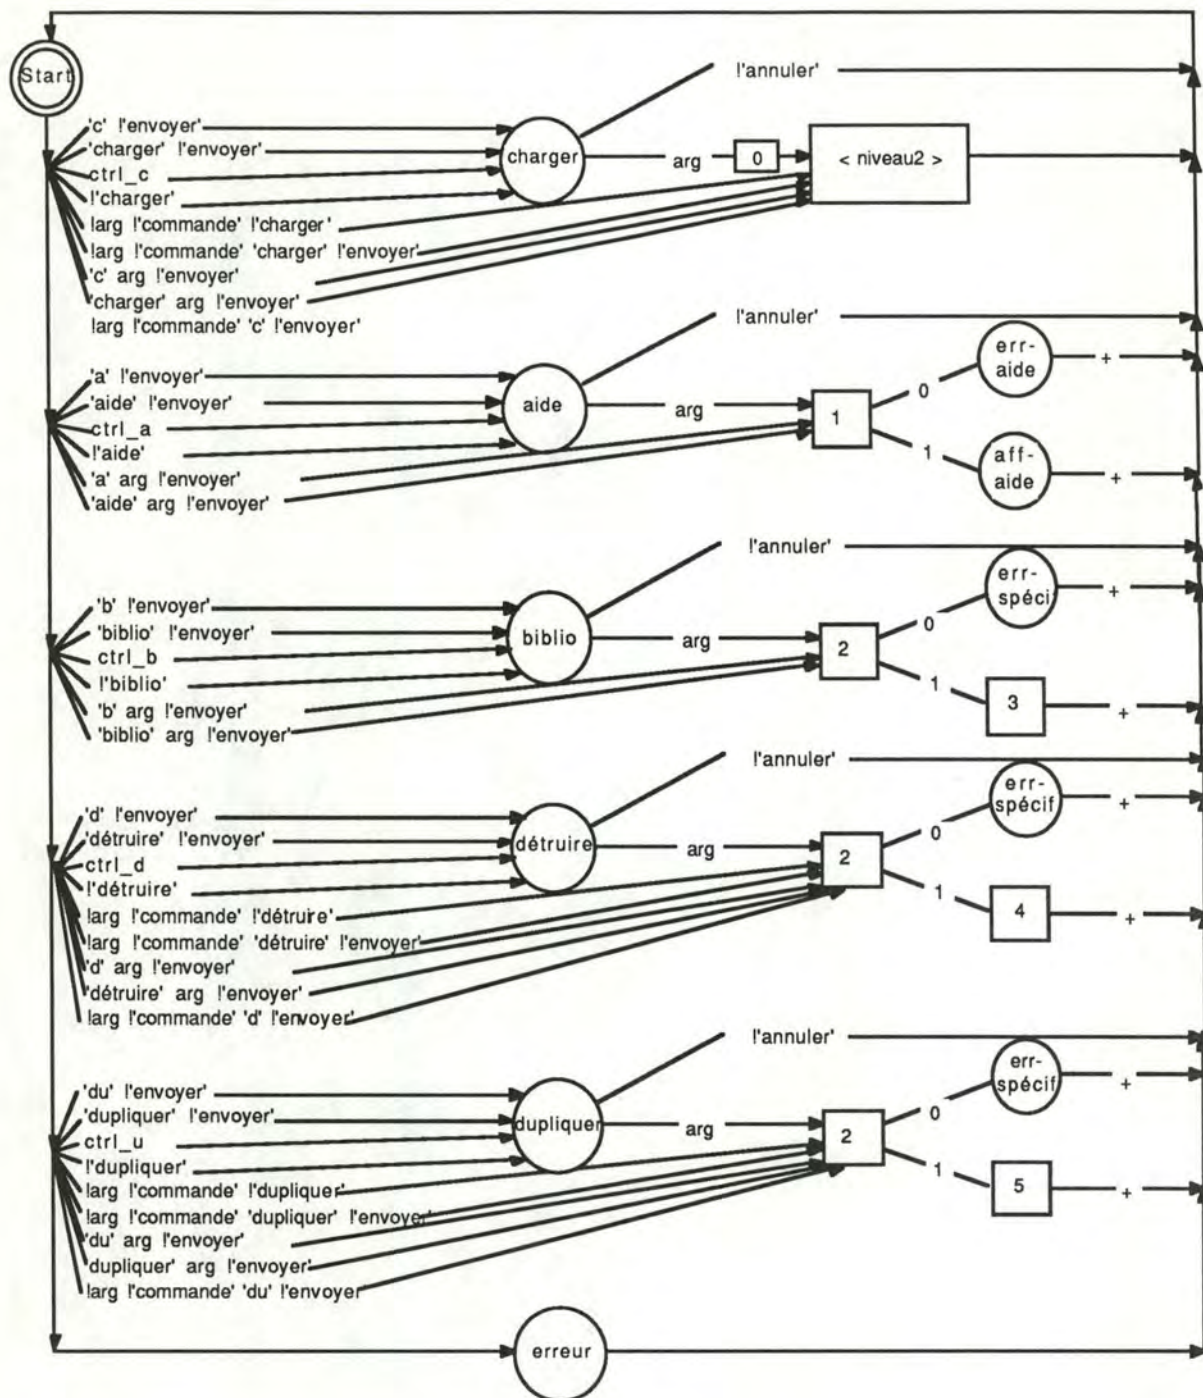 Start
!'annuler'
'c' !'envoyer'
'charger' !'envoyer'
ctrl_c
!'charger'
!arg !'commande' !'charger'
!arg !'commande' 'charger' !'envoyer'
'c' arg !'envoyer'
'charger' arg !'envoyer'
!arg !'commande' 'c' !'envoyer'
charger
arg
0
< niveau2 >
!'annuler'
'a' !'envoyer'
'aide' !'envoyer'
ctrl_a
!'aide'
'a' arg !'envoyer'
'aide' arg !'envoyer'
aide
arg
1
0
err-
aide
+
1
aff-
aide
+
!'annuler'
'b' !'envoyer'
'biblio' !'envoyer'
ctrl_b
!'biblio'
'b' arg !'envoyer'
'biblio' arg !'envoyer'
biblio
arg
2
0
err-
spéci
+
1
3
+
!'annuler'
'd' !'envoyer'
'détruire' !'envoyer'
ctrl_d
!'détruire'
!arg !'commande' !'détruire'
!arg !'commande' 'détruire' !'envoyer'
'd' arg !'envoyer'
'détruire' arg !'envoyer'
!arg !'commande' 'd' !'envoyer'
détruire
arg
2
0
err-
spécif
+
1
4
+
!'annuler'
'du' !'envoyer'
'dupliquer' !'envoyer'
ctrl_u
!'dupliquer'
!arg !'commande' !'dupliquer'
!arg !'commande' 'dupliquer' !'envoyer'
'du' arg !'envoyer'
dupliquer' arg !'envoyer'
!arg !'commande' 'du' !'envoyer
dupliquer
arg
2
0
err-
spécif
+
1
5
+
erreur